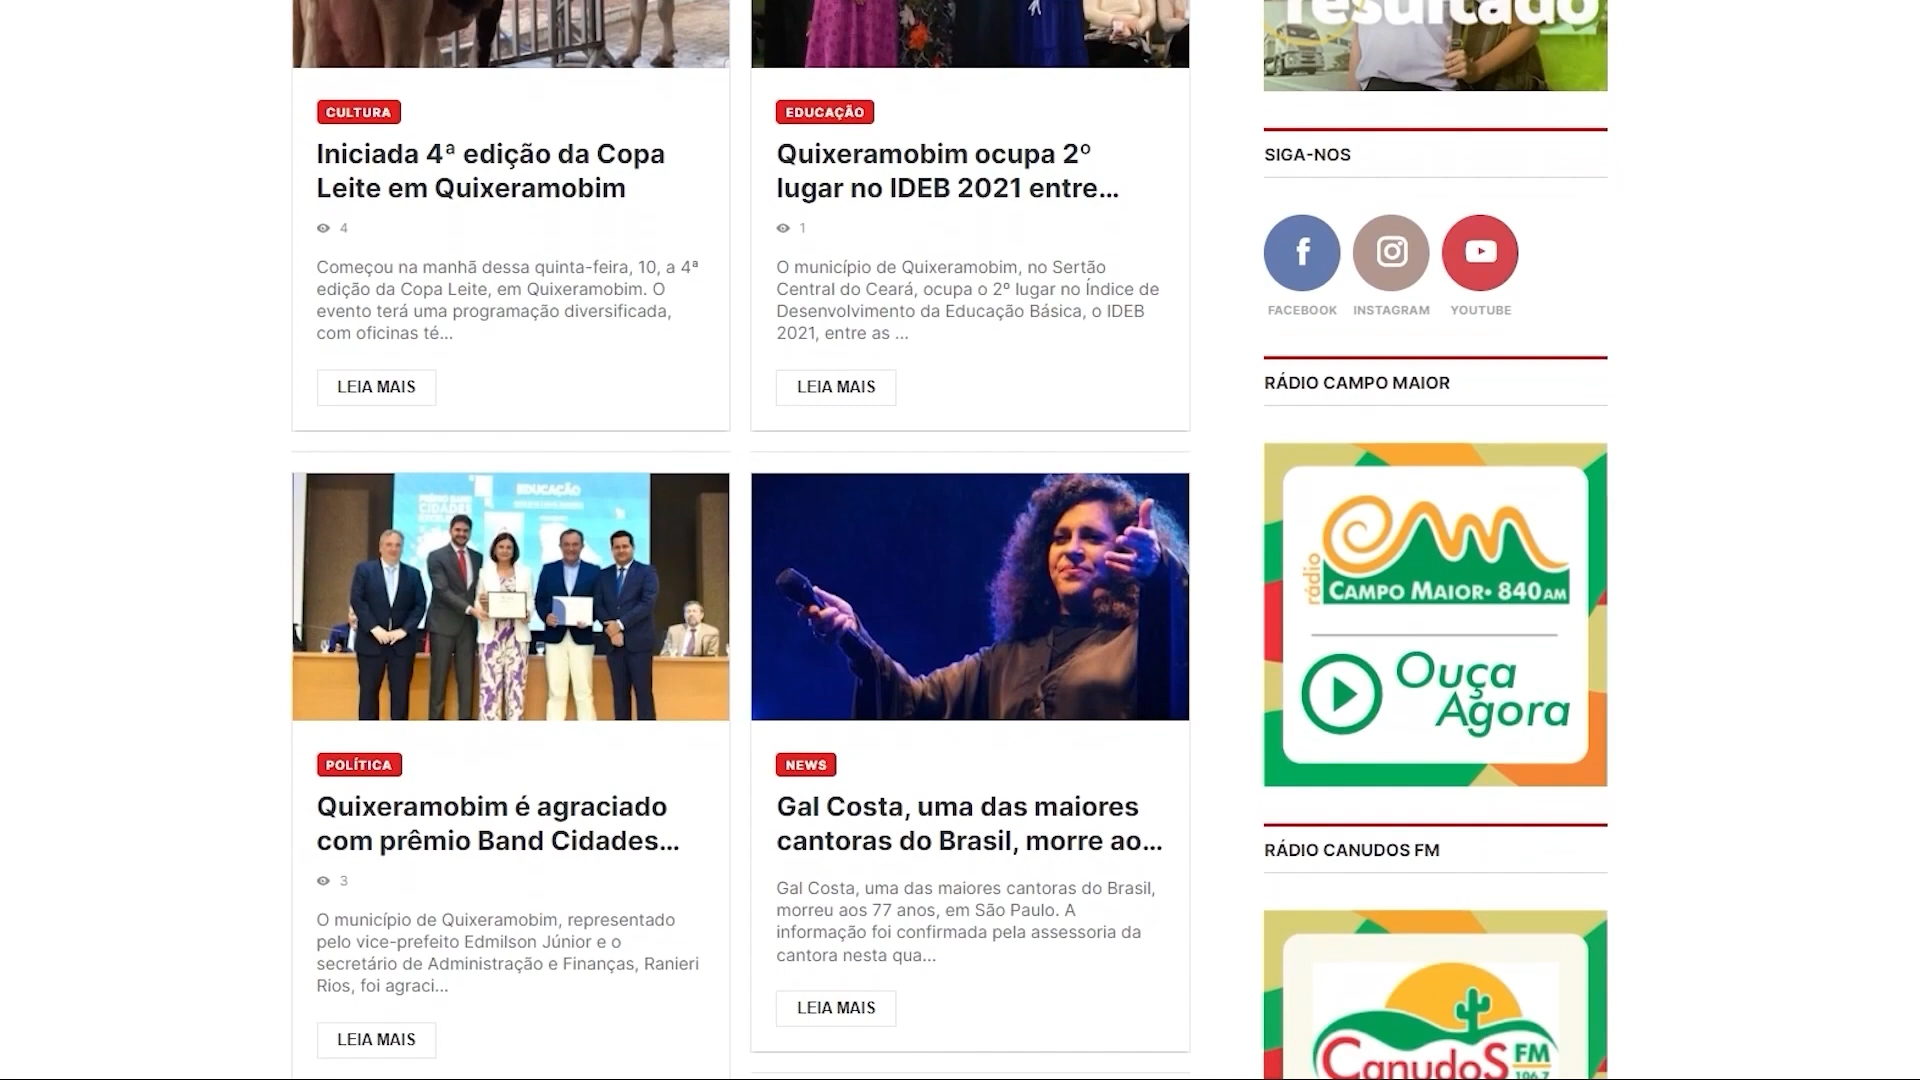 resultado
CULTURA
Iniciada 4ª edição da Copa
Leite em Quixeramobim
4
Começou na manhã dessa quinta-feira, 10, a 4ª
edição da Copa Leite, em Quixeramobim. O
evento terá uma programação diversificada,
com oficinas té...
LEIA MAIS
EDUCAÇÃO
Quixeramobim ocupa 2º
lugar no IDEB 2021 entre...
1
O município de Quixeramobim, no Sertão
Central do Ceará, ocupa o 2º lugar no Índice de
Desenvolvimento da Educação Básica, o IDEB
2021, entre as ...
LEIA MAIS
EDUCAÇÃO
PRÊMIO BAND
CIDADES
POLÍTICA
Quixeramobim é agraciado
com prêmio Band Cidades...
3
O município de Quixeramobim, representado
pelo vice-prefeito Edmilson Júnior e o
secretário de Administração e Finanças, Ranieri
Rios, foi agraci...
LEIA MAIS
NEWS
Gal Costa, uma das maiores
cantoras do Brasil, morre ao...
Gal Costa, uma das maiores cantoras do Brasil,
morreu aos 77 anos, em São Paulo. A
informação foi confirmada pela assessoria da
cantora nesta qua...
LEIA MAIS
SIGA-NOS
FACEBOOK
INSTAGRAM
YOUTUBE
RÁDIO CAMPO MAIOR
rádio
CAMPO MAIOR• 840 AM
Ouça
Agora
RÁDIO CANUDOS FM
CanudoS FM
106.7